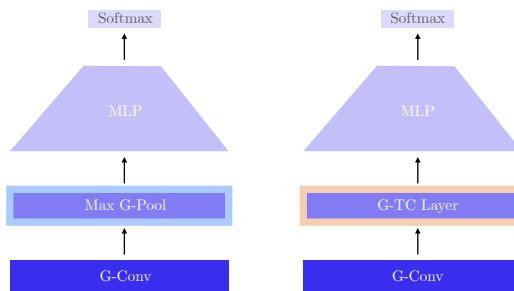 Softmax
MLP
Max G-Pool
G-Conv
Softmax
MLP
G-TC Layer
G-Conv